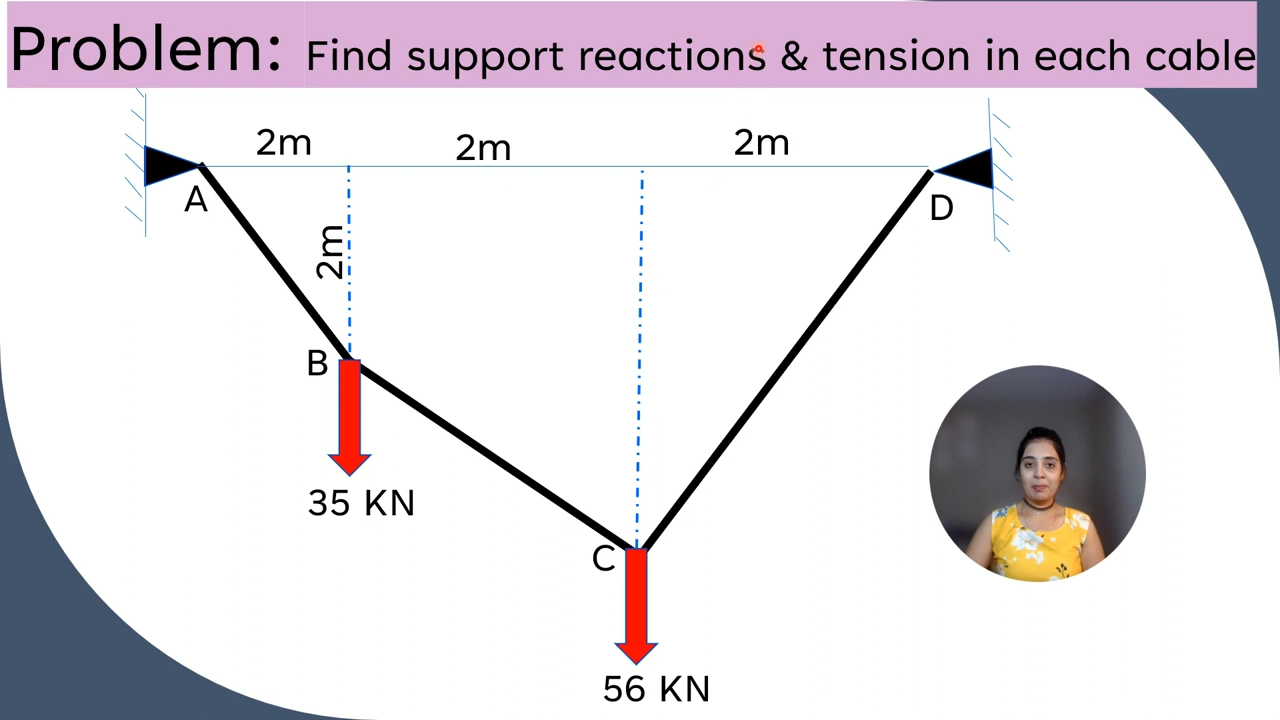 Problem: Find support reactions & tension in each cable
2m 2m 2m
A
D
2m
B
35 KN
C
56 KN